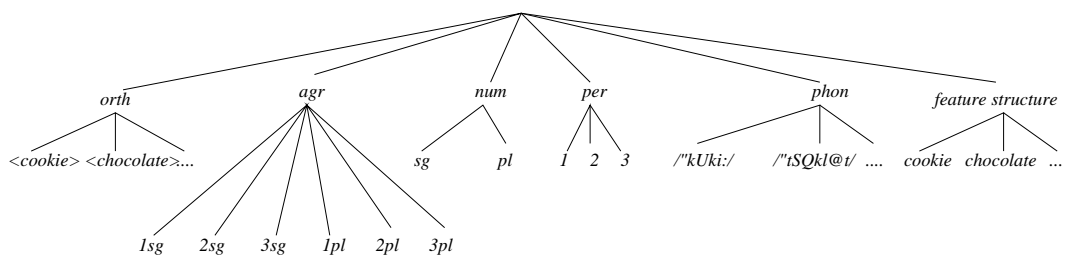 orth agr num per phon feature structure
<cookie> <chocolate>... sg pl 1 2 3 /"kUki:/ /"tSQkl@t/ .... cookie chocolate ...
1sg 2sg 3sg 1pl 2pl 3pl